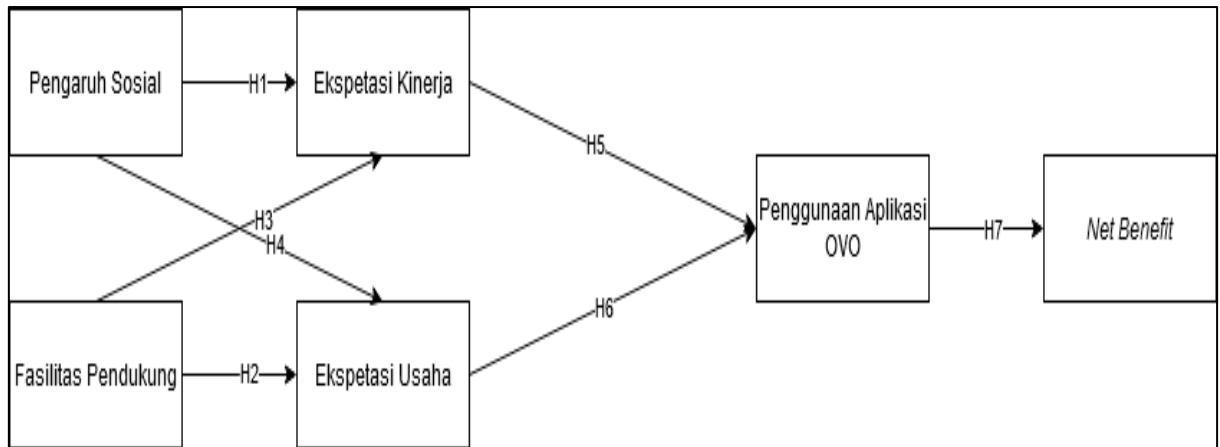 Pengaruh Sosial
H1
Ekspetasi Kinerja
H5
H3
H4
Penggunaan Aplikasi
OVO
H7
Net Benefit
H6
Fasilitas Pendukung
H2
Ekspetasi Usaha